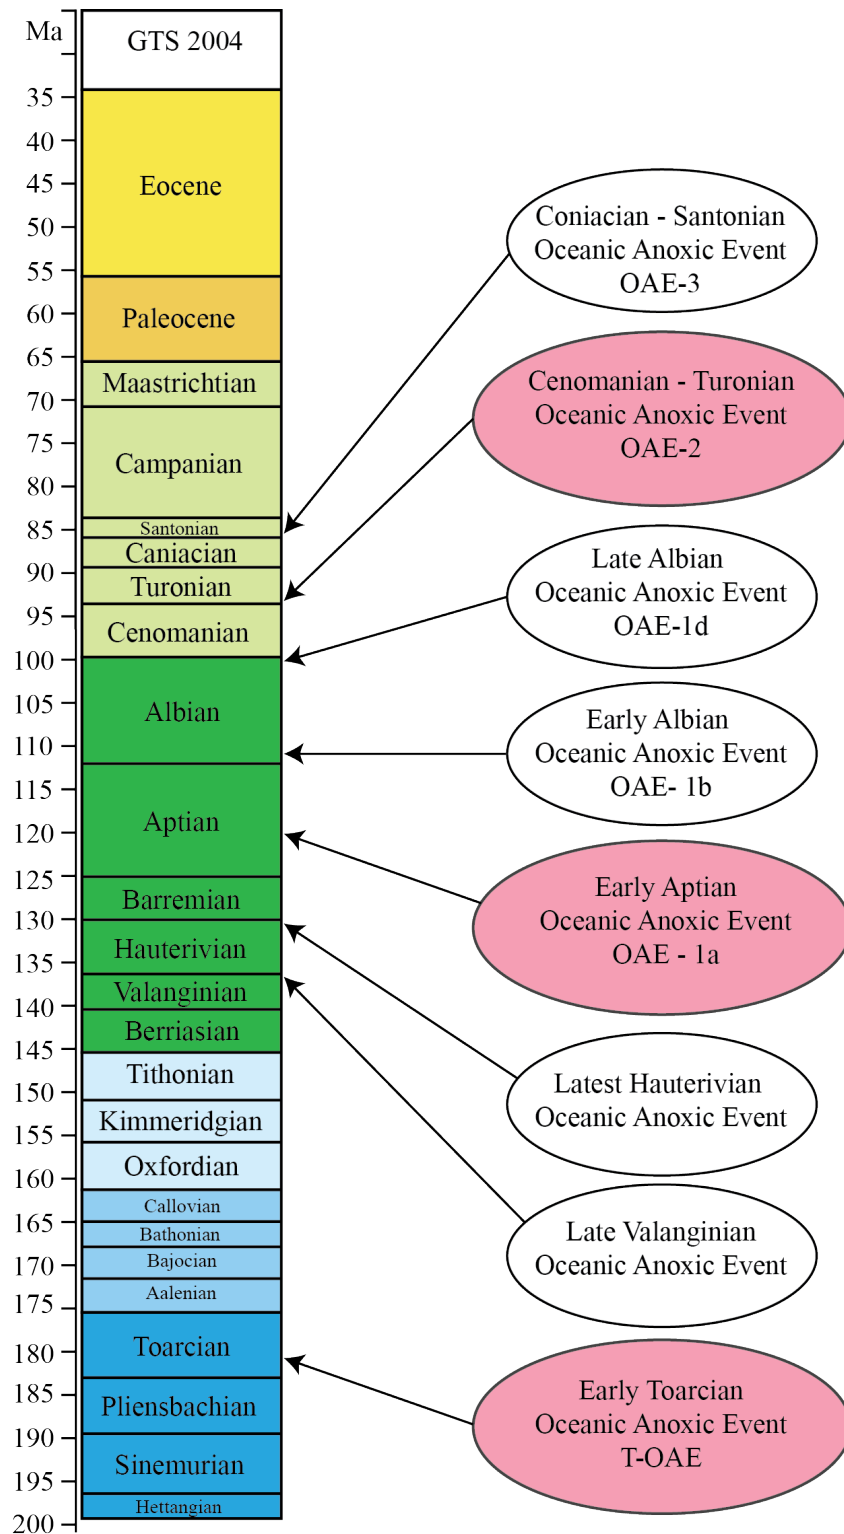 Ma
GTS 2004
35
40
45
50
55
60
65
70
75
80
85
90
95
100
105
110
115
120
125
130
135
140
145
150
155
160
165
170
175
180
185
190
195
200
Eocene
Paleocene
Maastrichtian
Campanian
Santonian
Caniacian
Turonian
Cenomanian
Albian
Aptian
Barremian
Hauterivian
Valanginian
Berriasian
Tithonian
Kimmeridgian
Oxfordian
Callovian
Bathonian
Bajocian
Aalenian
Toarcian
Pliensbachian
Sinemurian
Hettangian
Coniacian - Santonian
Oceanic Anoxic Event
OAE-3
Cenomanian - Turonian
Oceanic Anoxic Event
OAE-2
Late Albian
Oceanic Anoxic Event
OAE-1d
Early Albian
Oceanic Anoxic Event
OAE- 1b
Early Aptian
Oceanic Anoxic Event
OAE - 1a
Latest Hauterivian
Oceanic Anoxic Event
Late Valanginian
Oceanic Anoxic Event
Early Toarcian
Oceanic Anoxic Event
T-OAE